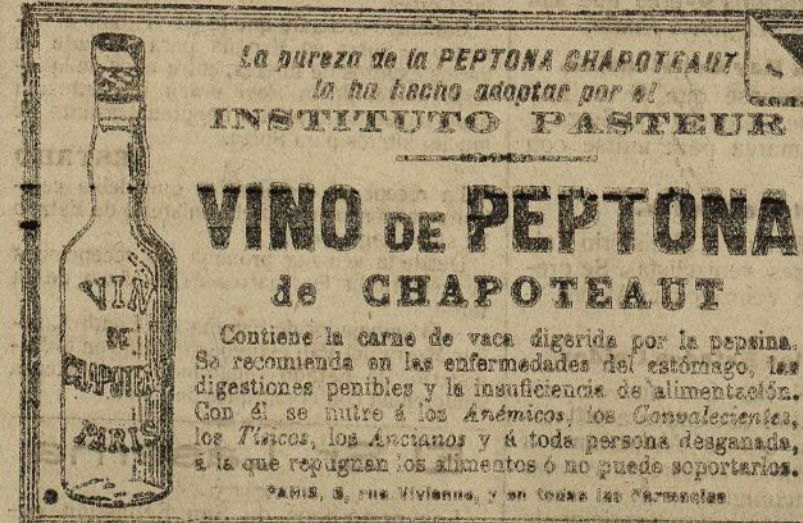 La pureza de la PEPTONA CHAPOTEAUT
la ha hecho adoptar por el
INSTITUTO PASTEUR
VINO DE PEPTONA
de CHAPOTEAUT
VIN
DE
CHAPOTEAUT
PARIS
Contiene la carne de vaca digerida por la pepsina.
Se recomienda en las enfermedades del estómago, las
digestiones penibles y la insuficiencia de alimentación.
Con él se nutre á los Anémicos, los Convalecientes,
los Tísicos, los Ancianos y á toda persona desganada,
á la que repugnan los alimentos ó no puede soportarlos.
PARIS, 8, rue Vivienne, y en todas las Farmacias